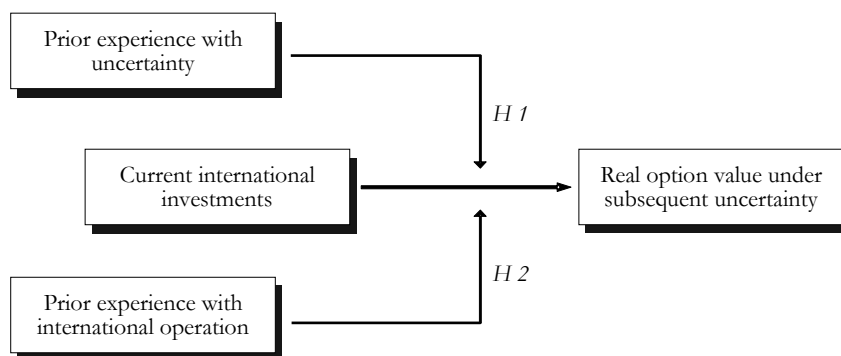 Prior experience with
uncertainty
H 1
Current international
investments
Real option value under
subsequent uncertainty
H 2
Prior experience with
international operation